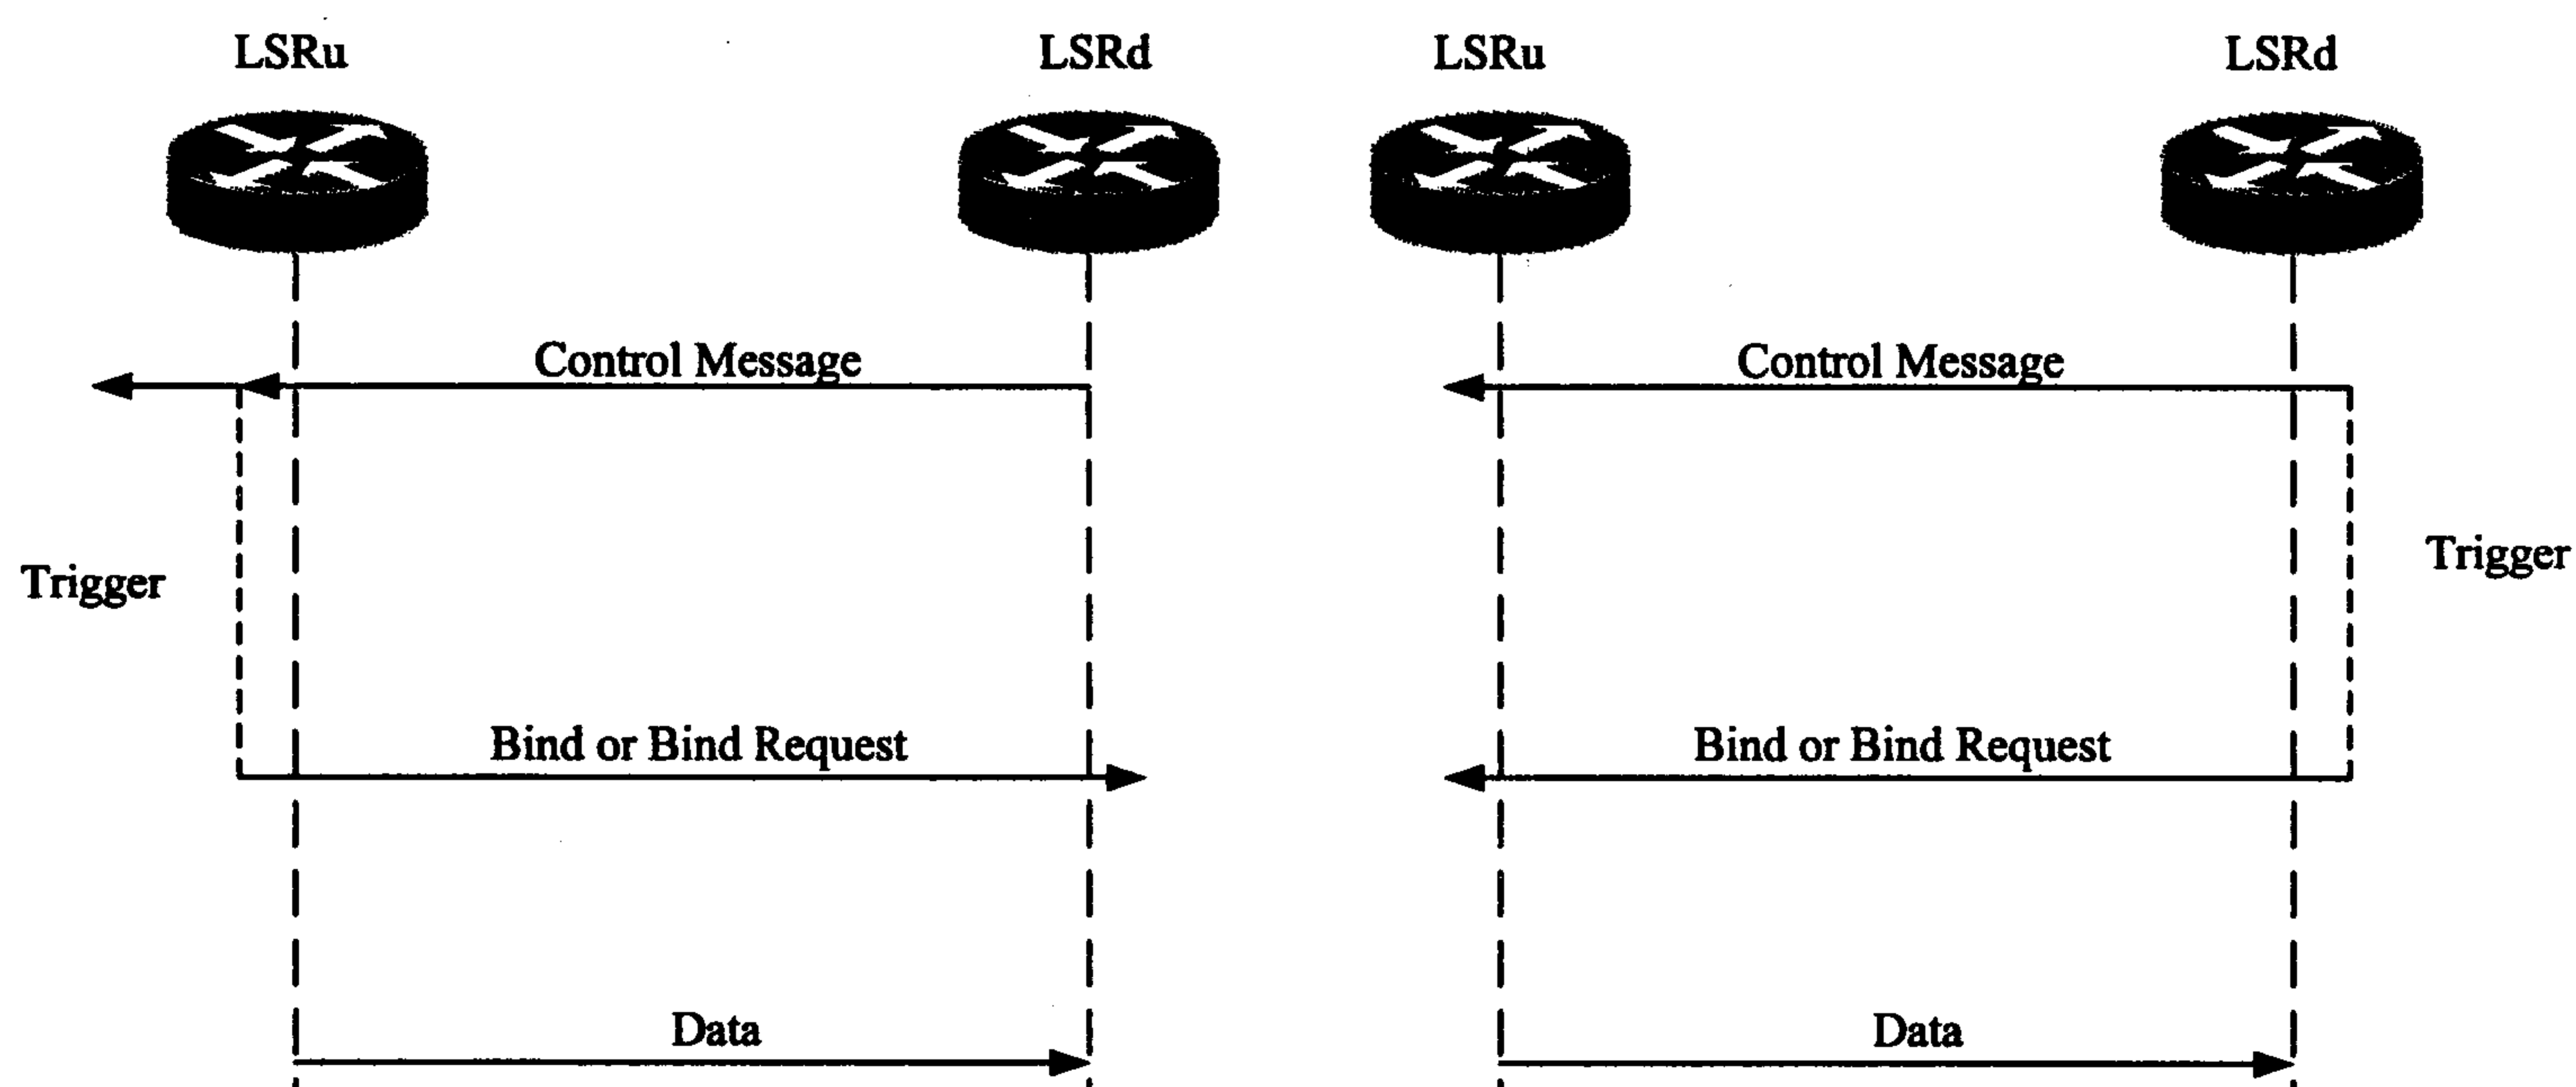 LSRu
LSRd
LSRu
LSRd
Control Message
Control Message
Trigger
Trigger
Bind or Bind Request
Bind or Bind Request
Data
Data